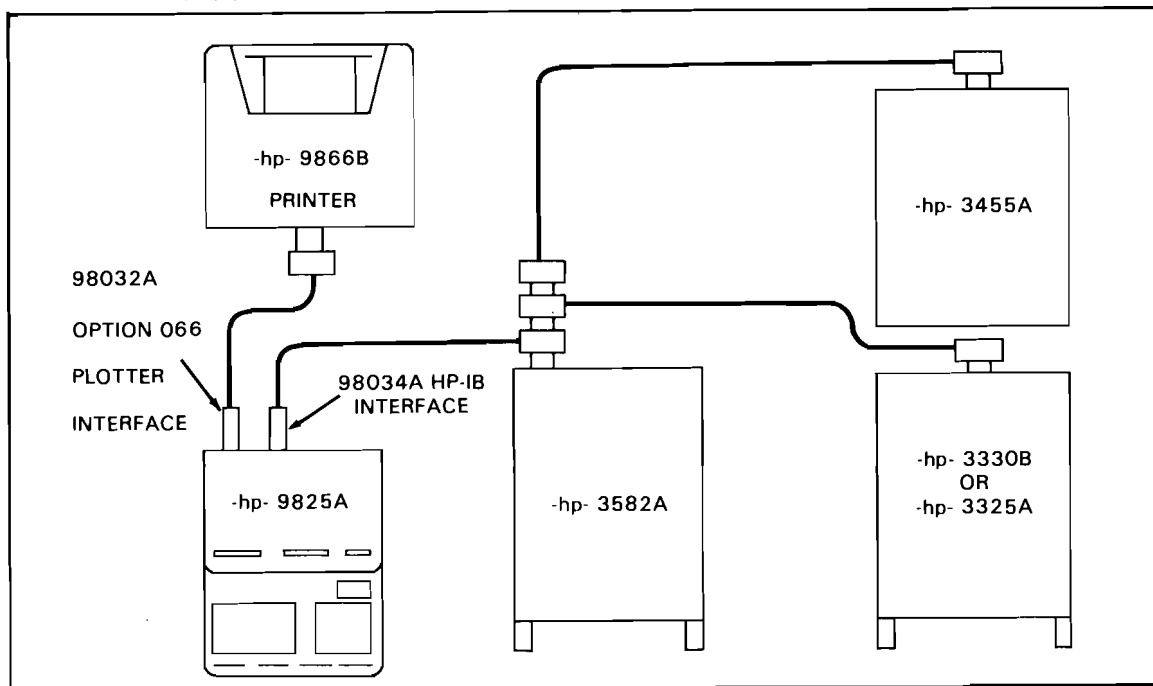 -hp- 9866B
PRINTER
98032A
OPTION 066
PLOTTER
INTERFACE
98034A HP-IB
INTERFACE
-hp- 9825A
-hp- 3582A
-hp- 3455A
-hp- 3330B
OR
-hp- 3325A